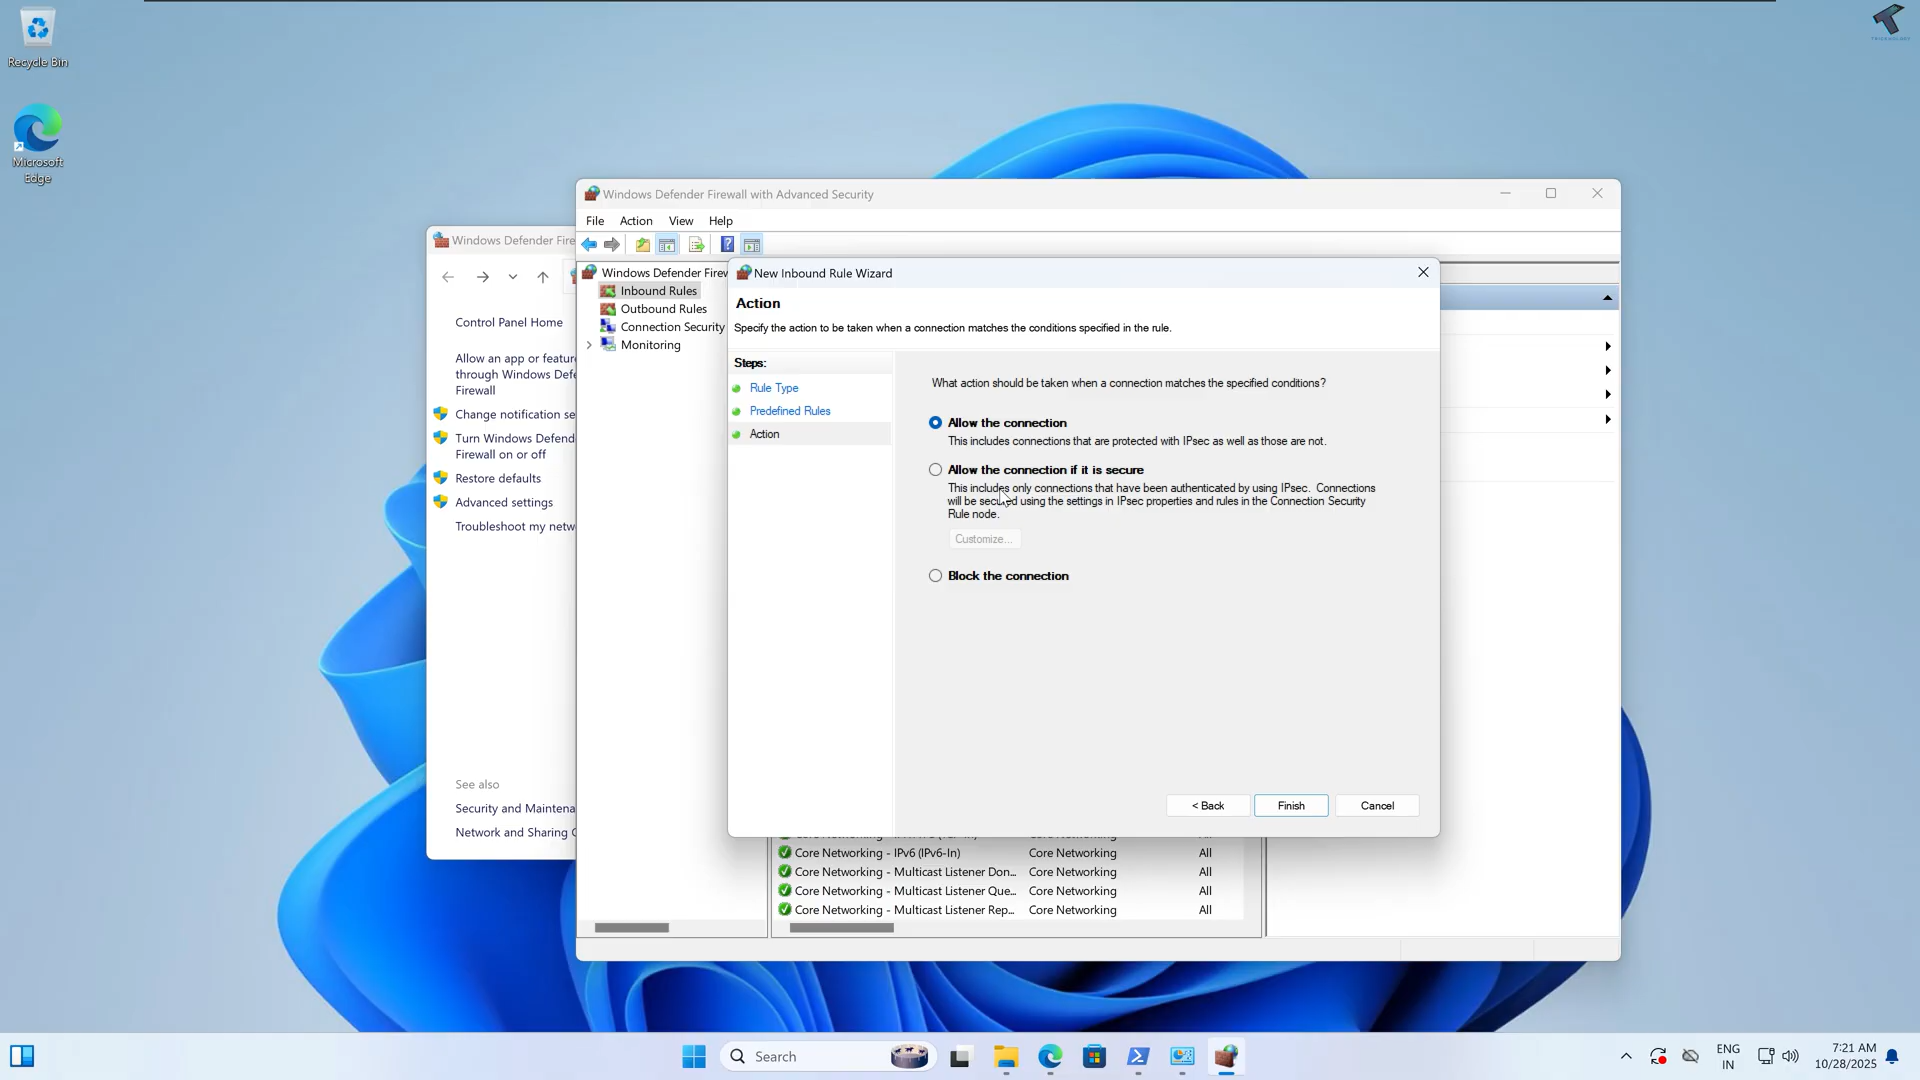 Recycle Bin
Microsoft
Edge
Windows Defender Firewall with Advanced Security
File Action View Help
Windows Defender Fire
Control Panel Home
Allow an app or featur
through Windows Defe
Firewall
Change notification se
Turn Windows Defend
Firewall on or off
Restore defaults
Advanced settings
Troubleshoot my netw
See also
Security and Maintena
Network and Sharing C
Windows Defender Firew
Inbound Rules
Outbound Rules
Connection Security
Monitoring
New Inbound Rule Wizard
Action
Specify the action to be taken when a connection matches the conditions specified in the rule.
Steps:
Rule Type
Predefined Rules
Action
What action should be taken when a connection matches the specified conditions?
Allow the connection
This includes connections that are protected with IPsec as well as those are not.
Allow the connection if it is secure
This includes only connections that have been authenticated by using IPsec. Connections
will be secured using the settings in IPsec properties and rules in the Connection Security
Rule node.
Customize...
Block the connection
< Back Finish Cancel
Core Networking - IPv6 (IPv6-In) Core Networking All
Core Networking - Multicast Listener Don... Core Networking All
Core Networking - Multicast Listener Que... Core Networking All
Core Networking - Multicast Listener Rep... Core Networking All
Search
ENG
IN
7:21 AM
10/28/2025